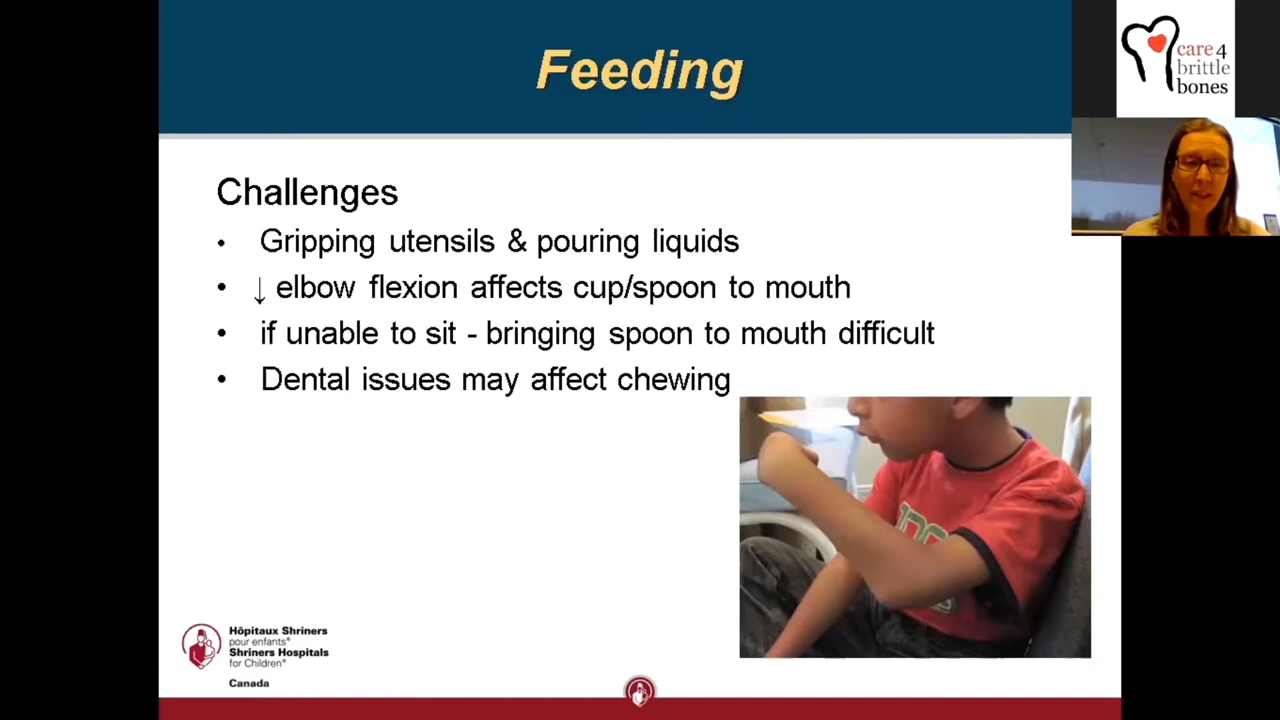 Feeding
care 4
brittle
bones
Challenges
• Gripping utensils & pouring liquids
• ↓ elbow flexion affects cup/spoon to mouth
• if unable to sit - bringing spoon to mouth difficult
• Dental issues may affect chewing
Hôpitaux Shriners
pour enfants®
Shriners Hospitals
for Children®
Canada